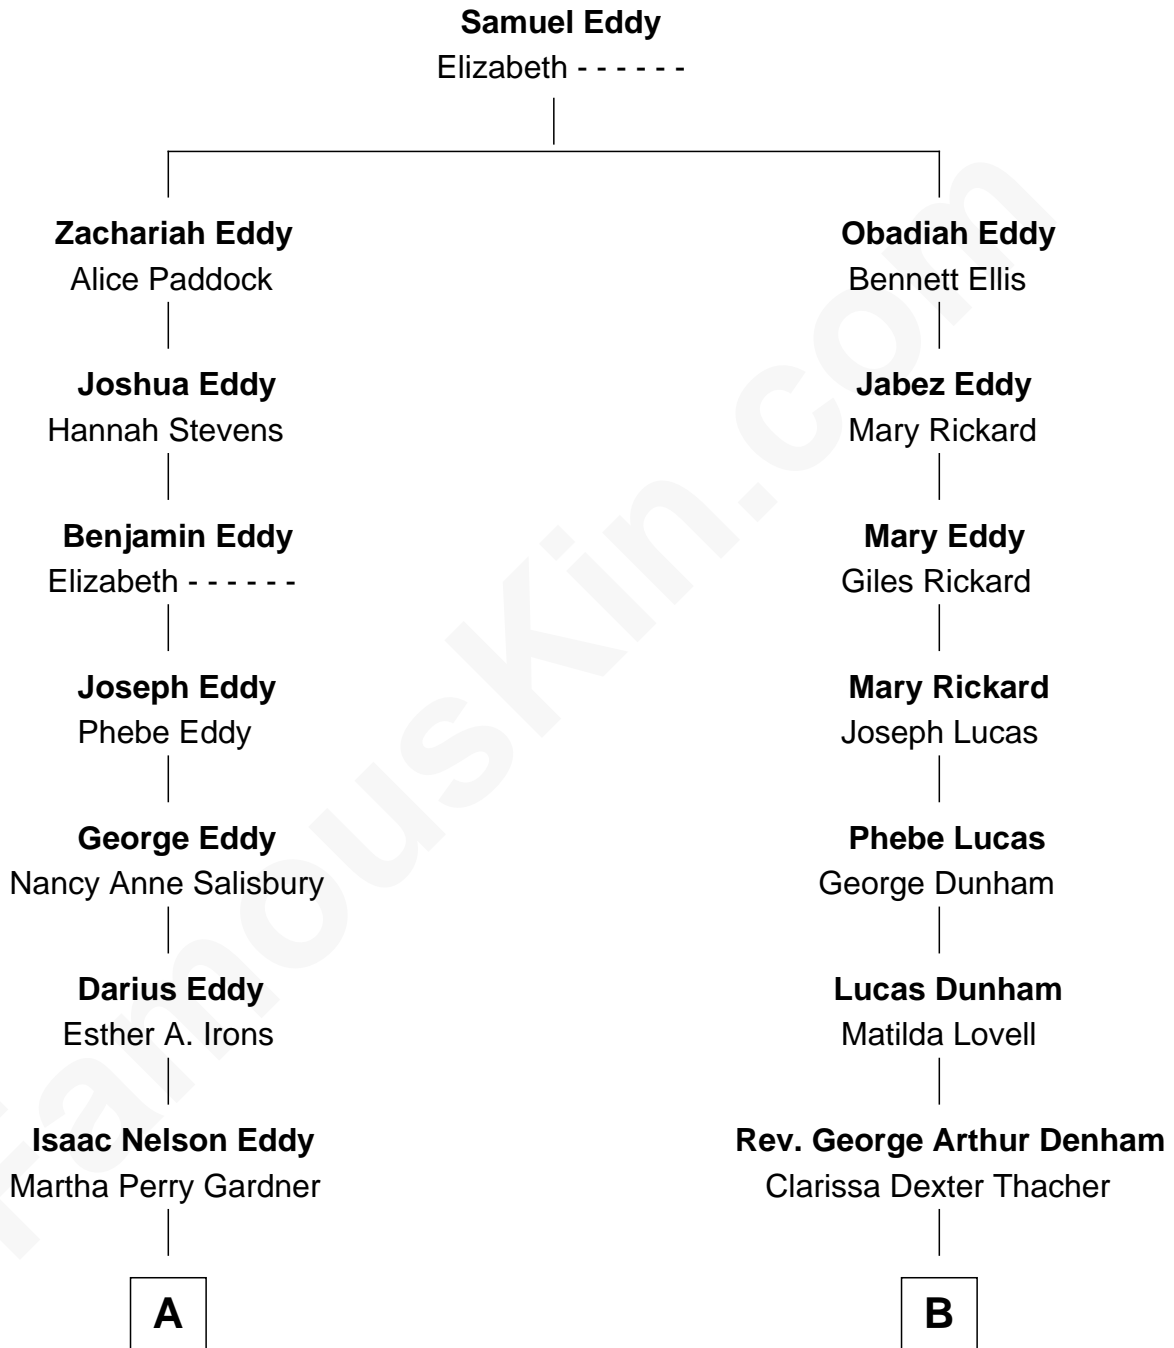 Samuel Eddy
Elizabeth - - - - - -
Zachariah Eddy
Alice Paddock
Obadiah Eddy
Bennett Ellis
Joshua Eddy
Hannah Stevens
Jabez Eddy
Mary Rickard
Benjamin Eddy
Elizabeth - - - - - -
Mary Eddy
Giles Rickard
Joseph Eddy
Phebe Eddy
Mary Rickard
Joseph Lucas
George Eddy
Nancy Anne Salisbury
Phebe Lucas
George Dunham
Darius Eddy
Esther A. Irons
Lucas Dunham
Matilda Lovell
Isaac Nelson Eddy
Martha Perry Gardner
Rev. George Arthur Denham
Clarissa Dexter Thacher
A
B
FamousKin.com